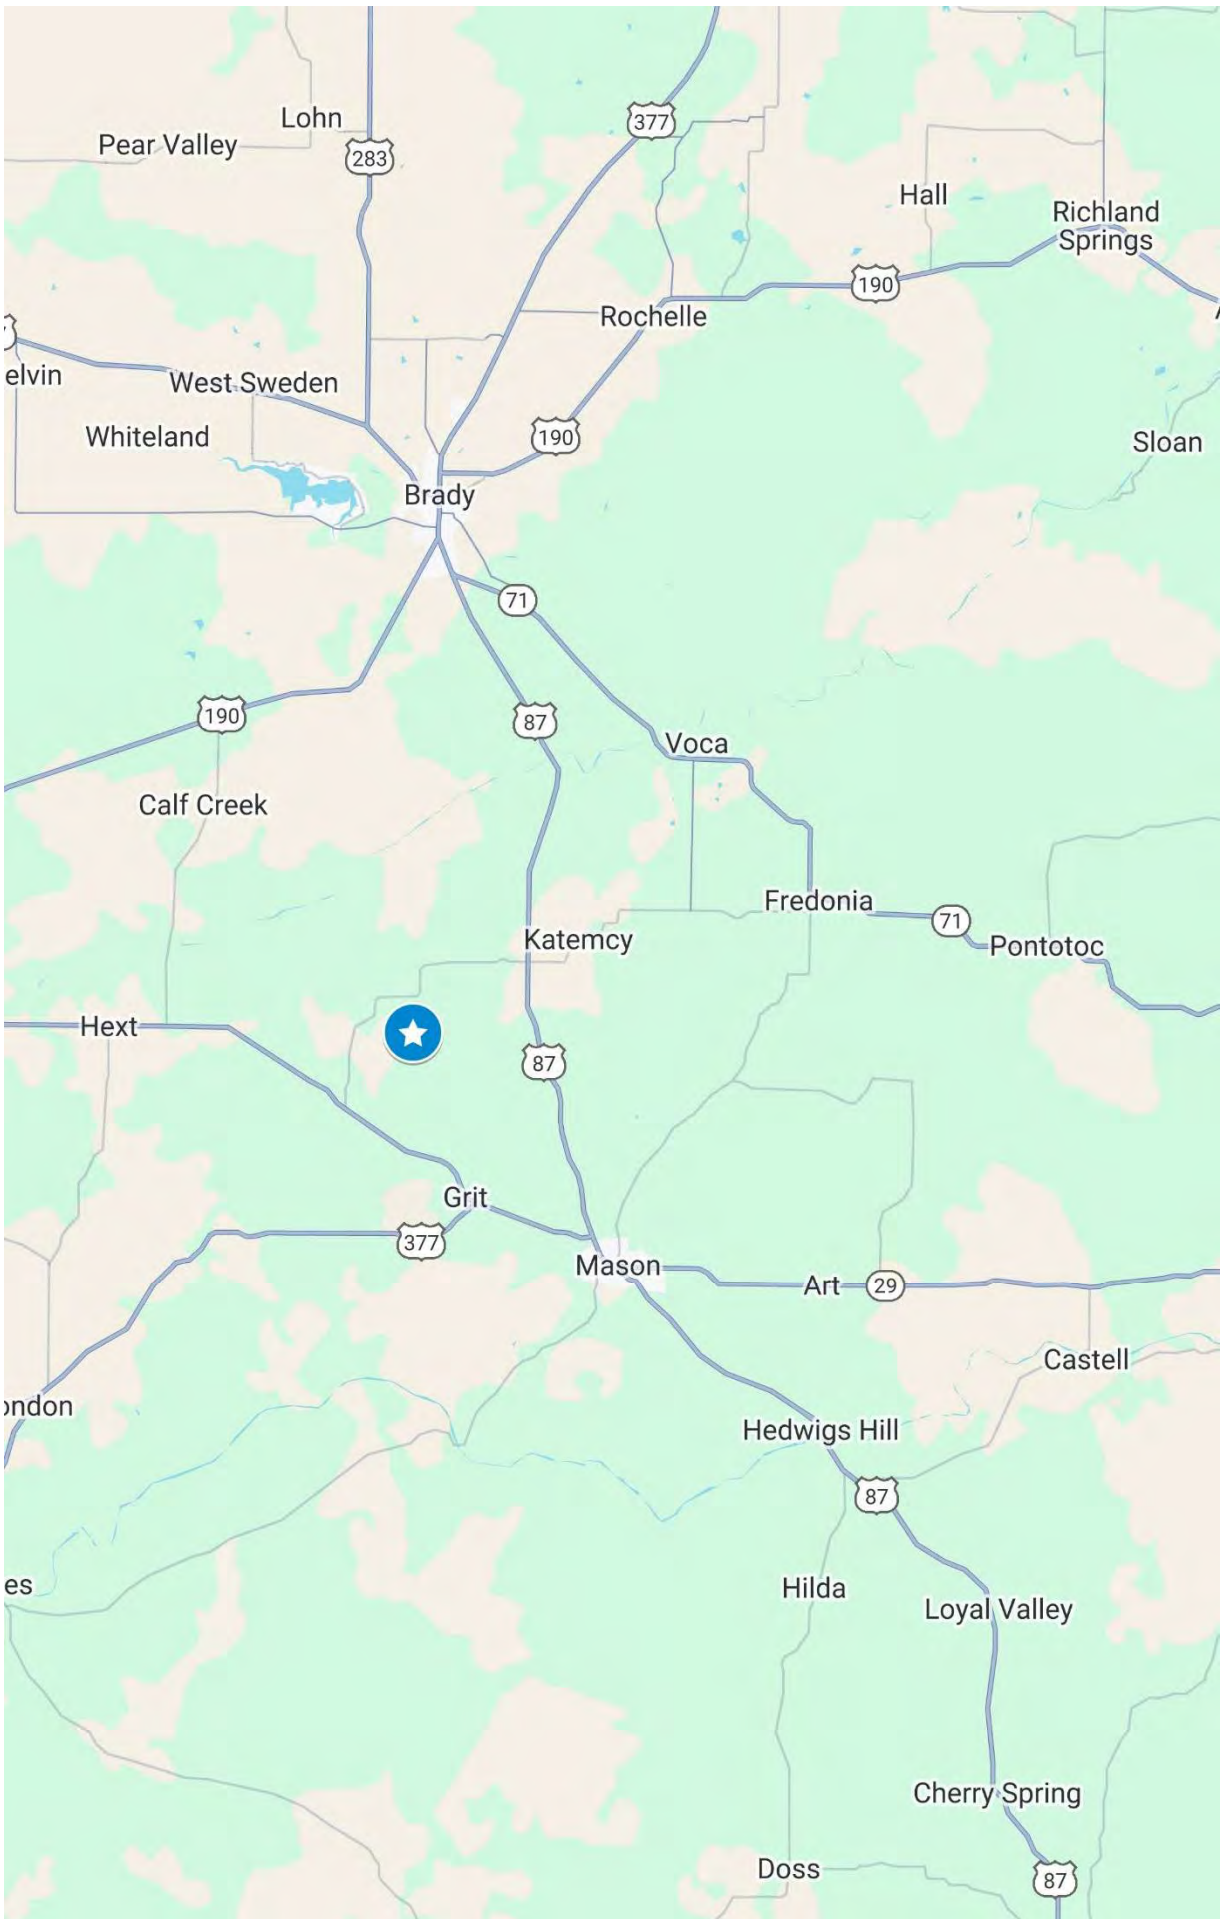 Lohn
377
Pear Valley
283
Hall
Richland
Springs
190
Rochelle
elvin
West Sweden
Whiteland
190
Sloan
Brady
71
190
87
Voca
Calf Creek
Fredonia
71
Katemcy
Pontotoc
Hext
87
Grit
377
Mason
Art
29
Castell
ondon
Hedwigs Hill
87
es
Hilda
Loyal Valley
Cherry Spring
Doss
87